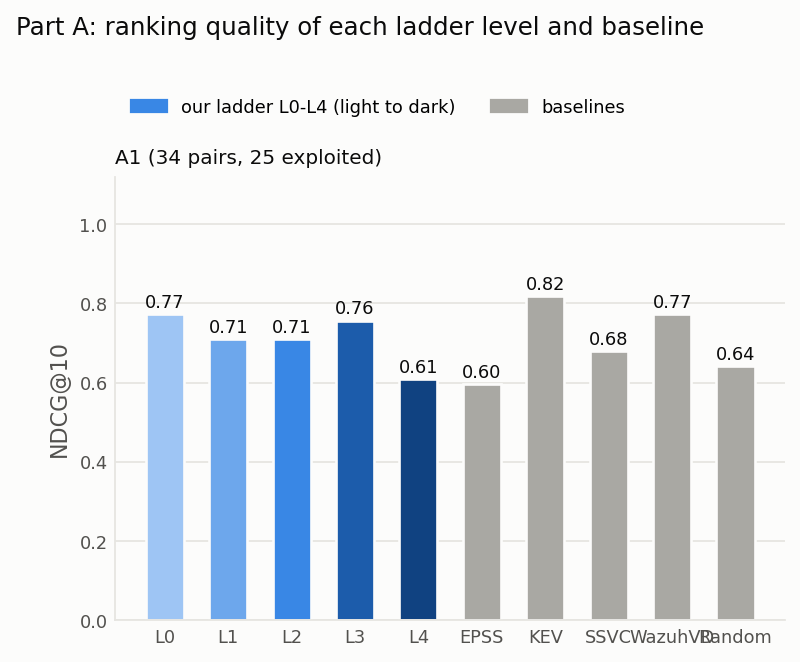 Part A: ranking quality of each ladder level and baseline
our ladder L0-L4 (light to dark) baselines
A1 (34 pairs, 25 exploited)
NDCG@10
1.0
0.8
0.6
0.4
0.2
0.0
0.77 0.71 0.71 0.76 0.61 0.60 0.82 0.68 0.77 0.64
L0 L1 L2 L3 L4 EPSS KEV SSVC WazuhVD Random